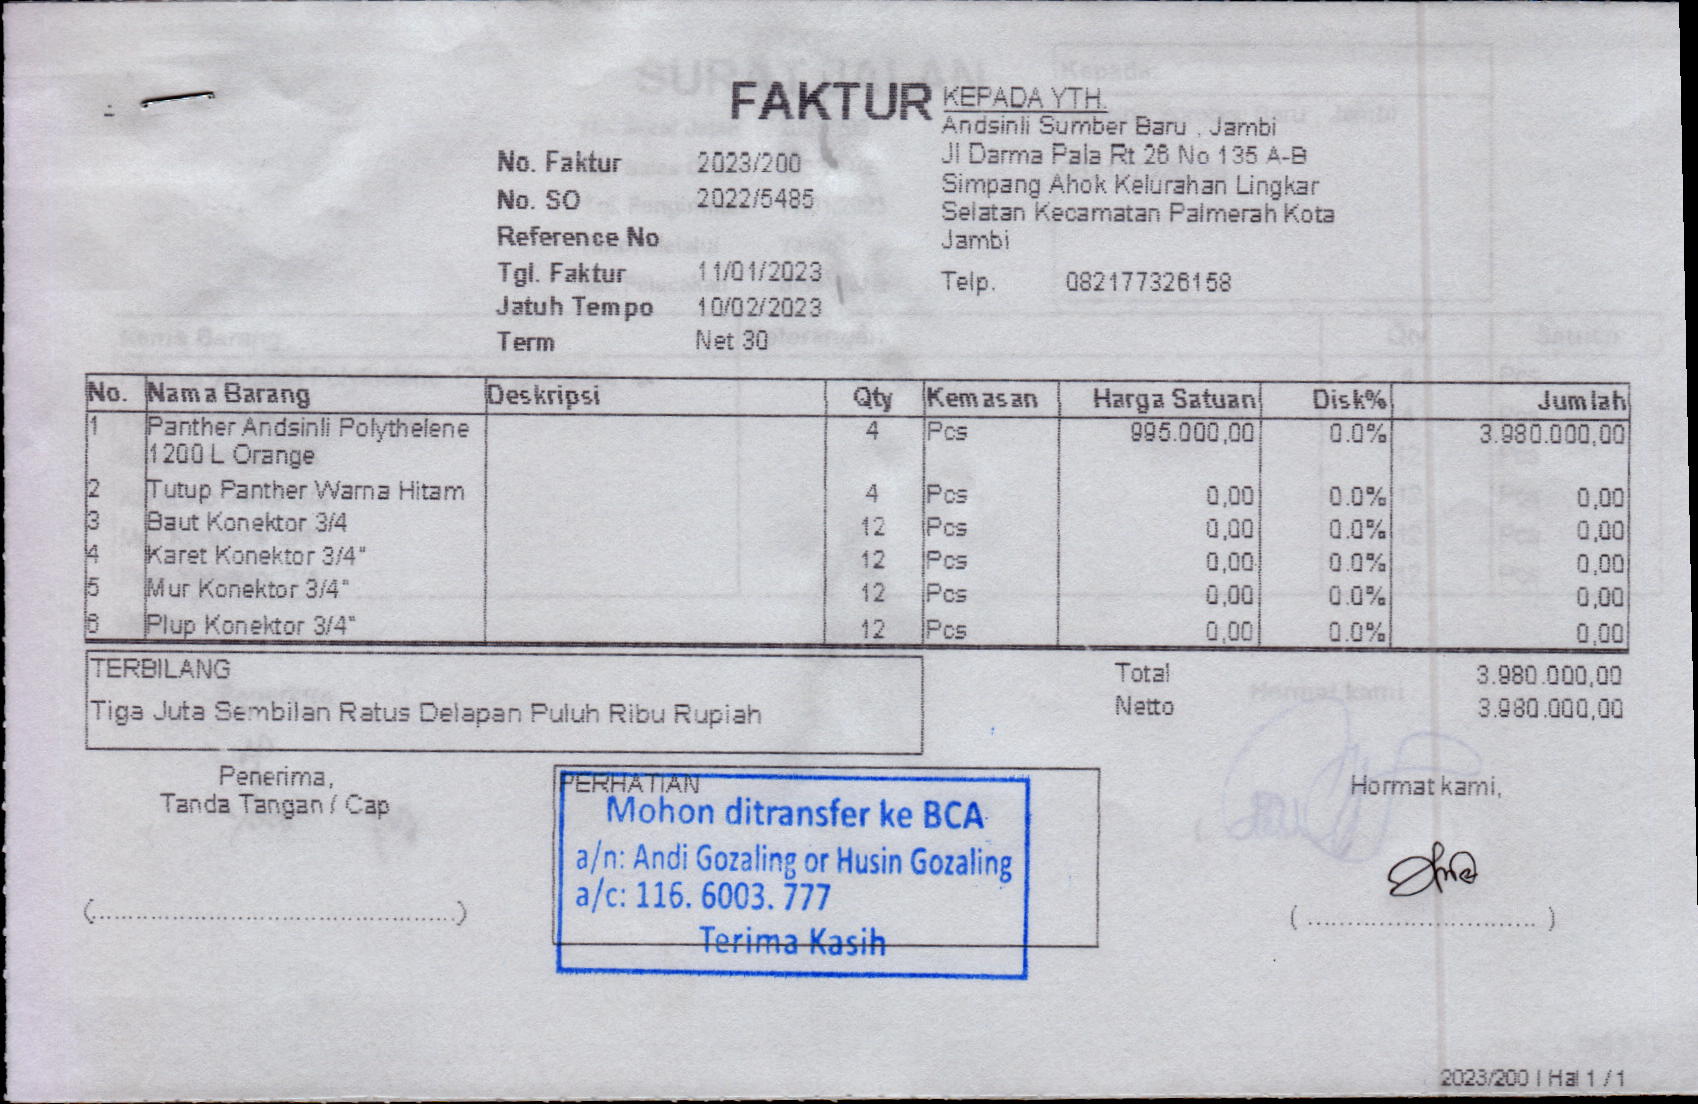 FAKTUR
KEPADA YTH.
Andsinli Sumber Baru , Jambi
Jl Darma Pala Rt 26 No 135 A-B
Simpang Ahok Kelurahan Lingkar
Selatan Kecamatan Palmerah Kota
Jambi
Telp. 082177326158
No. Faktur 2023/200
No. SO 2022/5485
Reference No
Tgl. Faktur 11/01/2023
Jatuh Tempo 10/02/2023
Term Net 30
No. Nama Barang Deskripsi Qty Kemasan Harga Satuan Disk% Jumlah
1 Panther Andsinli Polythelene 4 Pcs 995.000,00 0.0% 3.980.000,00
1200 L Orange
2 Tutup Panther Warna Hitam 4 Pcs 0,00 0.0% 0,00
3 Baut Konektor 3/4 12 Pcs 0,00 0.0% 0,00
4 Karet Konektor 3/4" 12 Pcs 0,00 0.0% 0,00
5 Mur Konektor 3/4" 12 Pcs 0,00 0.0% 0,00
6 Plup Konektor 3/4" 12 Pcs 0,00 0.0% 0,00
TERBILANG
Tiga Juta Sembilan Ratus Delapan Puluh Ribu Rupiah
Total 3.980.000,00
Netto 3.980.000,00
Penerima,
Tanda Tangan / Cap
(............................................)
PERHATIAN
Mohon ditransfer ke BCA
a/n: Andi Gozaling or Husin Gozaling
a/c: 116. 6003. 777
Terima Kasih
Hormat kami,
( ............................ )
2023/200 | Hal 1 / 1